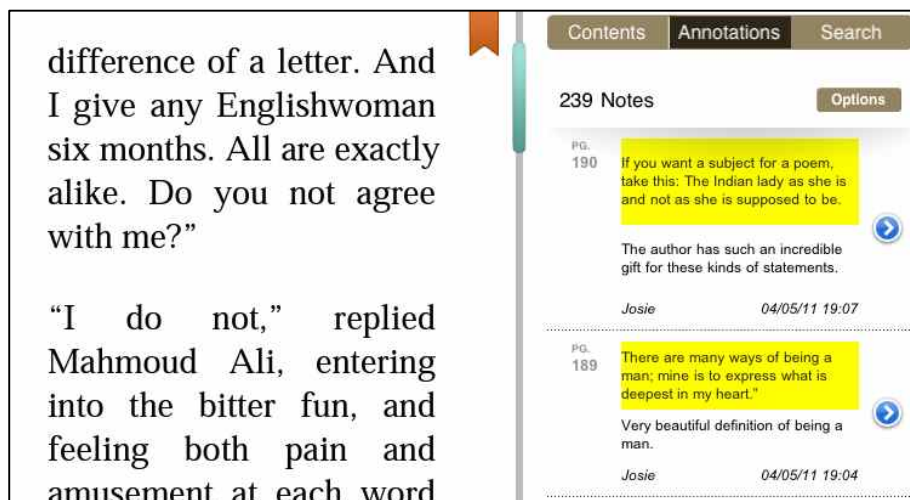 difference of a letter. And
I give any Englishwoman
six months. All are exactly
alike. Do you not agree
with me?”
“I do not,” replied
Mahmoud Ali, entering
into the bitter fun, and
feeling both pain and
amusement at each word
Contents Annotations Search
239 Notes Options
PG.
190
If you want a subject for a poem,
take this: The Indian lady as she is
and not as she is supposed to be.
The author has such an incredible
gift for these kinds of statements.
Josie 04/05/11 19:07
PG.
189
There are many ways of being a
man; mine is to express what is
deepest in my heart."
Very beautiful definition of being a
man.
Josie 04/05/11 19:04